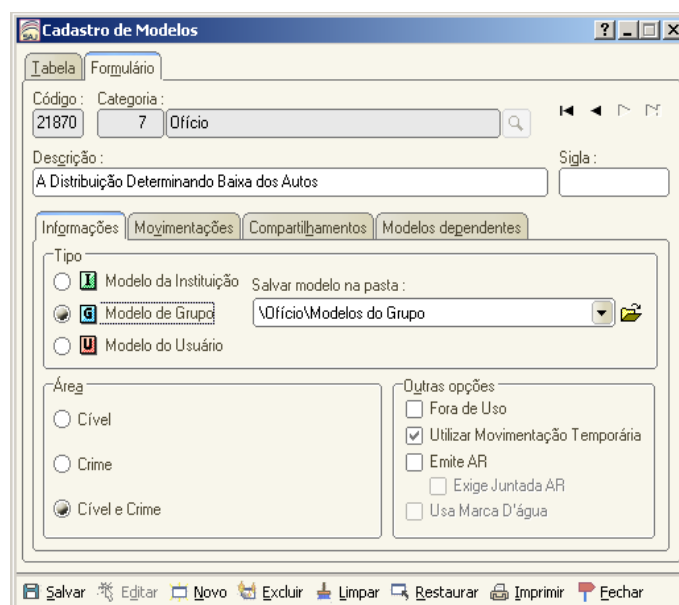 SAJ Cadastro de Modelos
Tabela Formulário
Código : Categoria :
21870 7 Ofício
Descrição : Sigla :
A Distribuição Determinando Baixa dos Autos
Informações Movimentações Compartilhamentos Modelos dependentes
Tipo
I Modelo da Instituição Salvar modelo na pasta :
G Modelo de Grupo \Ofício\Modelos do Grupo
U Modelo do Usuário
Área Outras opções
Fora de Uso
Cível
Utilizar Movimentação Temporária
Crime Emite AR
Exige Juntada AR
Cível e Crime Usa Marca D'água
Salvar Editar Novo Excluir Limpar Restaurar Imprimir Fechar